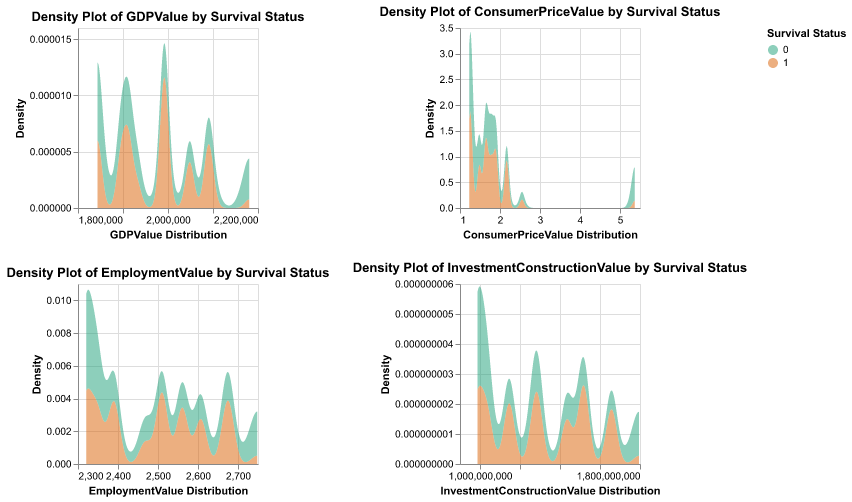 Density Plot of GDPValue by Survival Status
0.000015
0.000010
0.000005
0.000000
Density
1,800,000 2,000,000 2,200,000
GDPValue Distribution
Density Plot of ConsumerPriceValue by Survival Status
3.5
3.0
2.5
2.0
1.5
1.0
0.5
0.0
Density
1 2 3 4 5
ConsumerPriceValue Distribution
Survival Status
0
1
Density Plot of EmploymentValue by Survival Status
0.010
0.008
0.006
0.004
0.002
0.000
Density
2,300 2,400 2,500 2,600 2,700
EmploymentValue Distribution
Density Plot of InvestmentConstructionValue by Survival Status
0.000000006
0.000000005
0.000000004
0.000000003
0.000000002
0.000000001
0.000000000
Density
1,000,000,000 1,800,000,000
InvestmentConstructionValue Distribution